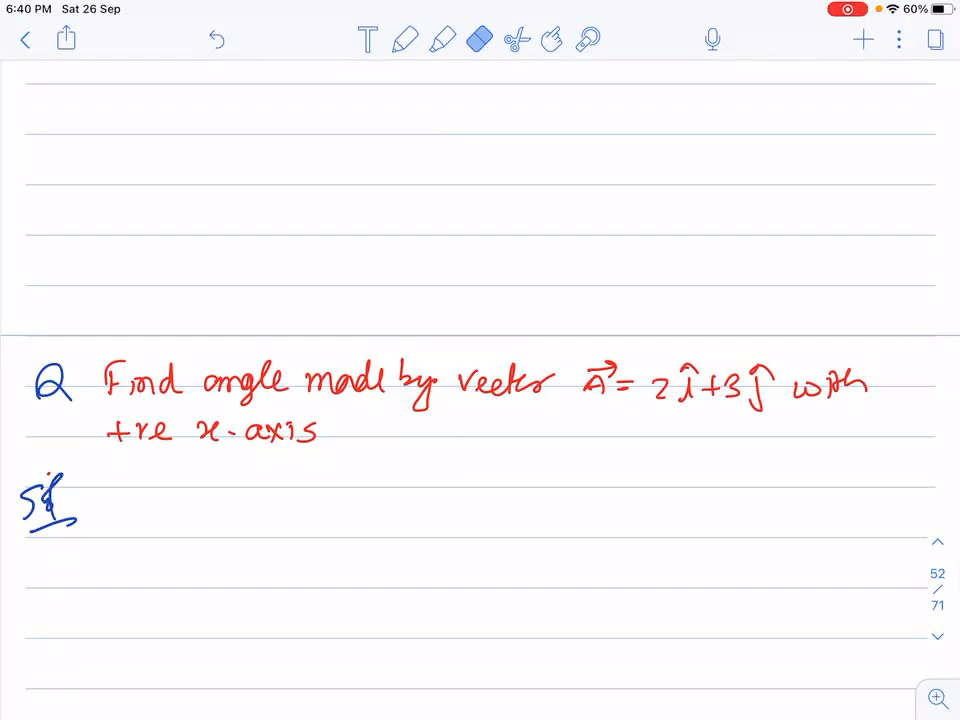 6:40 PM Sat 26 Sep
60%
T
Q Find angle made by vector A⃗ = 2î+3ĵ with
+ve x-axis
Sol
52
/
71